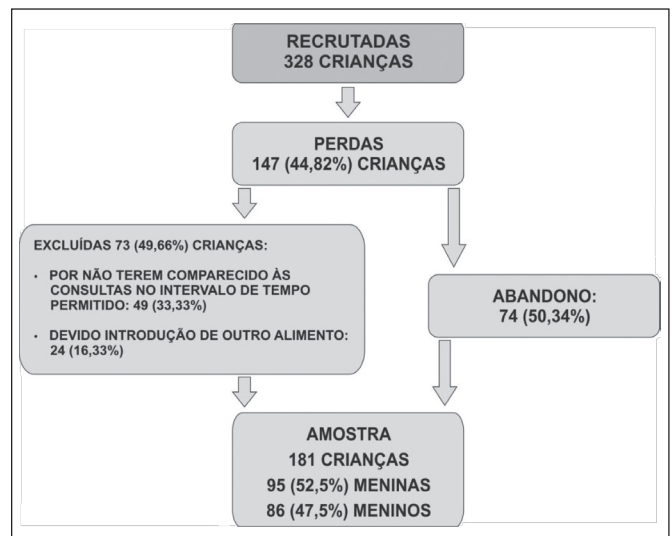 RECRUTADAS
328 CRIANÇAS
PERDAS
147 (44,82%) CRIANÇAS
EXCLUÍDAS 73 (49,66%) CRIANÇAS:
• POR NÃO TEREM COMPARECIDO ÀS
CONSULTAS NO INTERVALO DE TEMPO
PERMITIDO: 49 (33,33%)
• DEVIDO INTRODUÇÃO DE OUTRO ALIMENTO:
24 (16,33%)
ABANDONO:
74 (50,34%)
AMOSTRA
181 CRIANÇAS
95 (52,5%) MENINAS
86 (47,5%) MENINOS